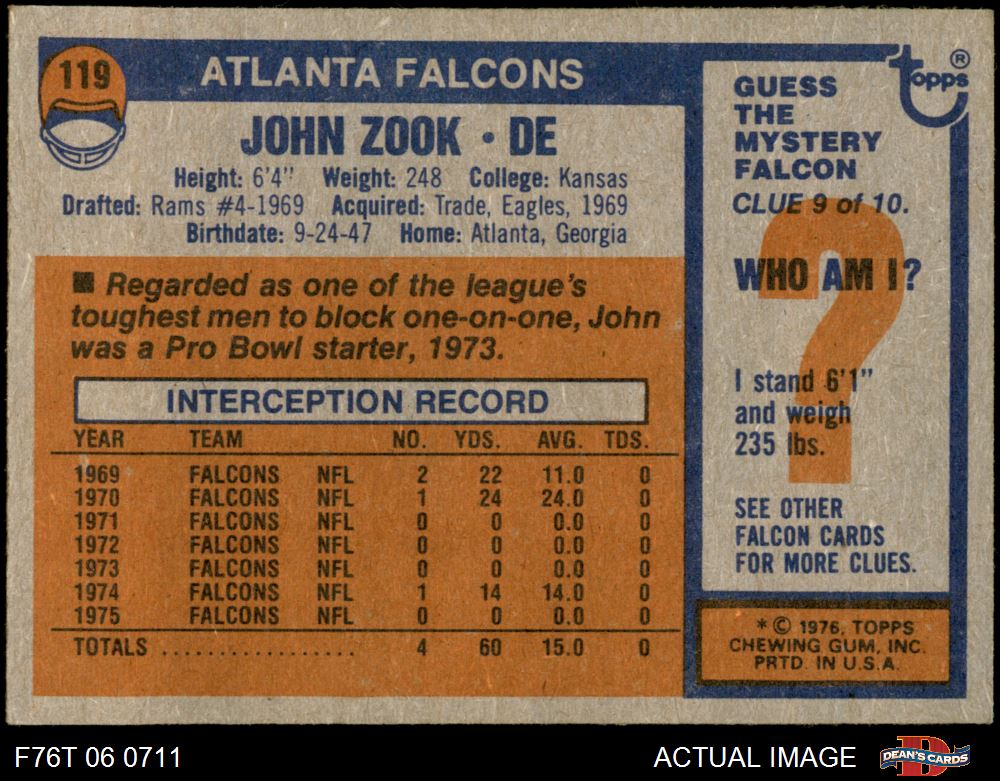 119
ATLANTA FALCONS
JOHN ZOOK • DE
Height: 6'4" Weight: 248 College: Kansas
Drafted: Rams #4-1969 Acquired: Trade, Eagles, 1969
Birthdate: 9-24-47 Home: Atlanta, Georgia
■ Regarded as one of the league's
toughest men to block one-on-one, John
was a Pro Bowl starter, 1973.
INTERCEPTION RECORD
YEAR TEAM NO. YDS. AVG. TDS.
1969 FALCONS NFL 2 22 11.0 0
1970 FALCONS NFL 1 24 24.0 0
1971 FALCONS NFL 0 0 0.0 0
1972 FALCONS NFL 0 0 0.0 0
1973 FALCONS NFL 0 0 0.0 0
1974 FALCONS NFL 1 14 14.0 0
1975 FALCONS NFL 0 0 0.0 0
TOTALS ................. 4 60 15.0 0
topps ®
GUESS
THE
MYSTERY
FALCON
CLUE 9 of 10.
?
WHO AM I?
I stand 6'1"
and weigh
235 lbs.
SEE OTHER
FALCON CARDS
FOR MORE CLUES.
* © 1976, TOPPS
CHEWING GUM, INC.
PRTD. IN U.S.A.
F76T 06 0711
ACTUAL IMAGE
D
DEAN'S CARDS